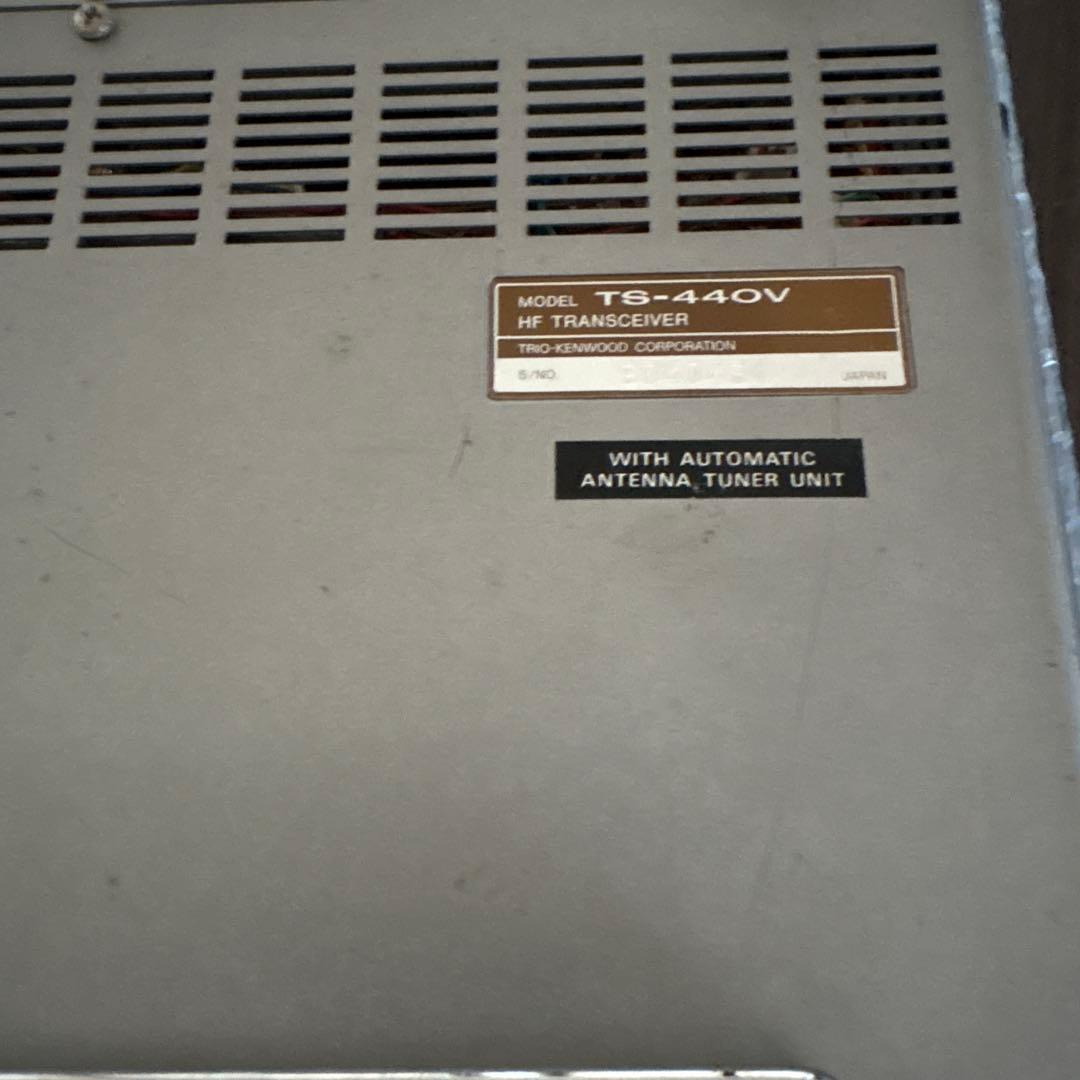 MODEL TS-440V
HF TRANSCEIVER
TRIO-KENWOOD CORPORATION
S/NO. JAPAN
WITH AUTOMATIC
ANTENNA TUNER UNIT